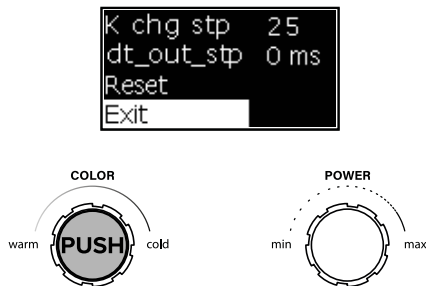 K chg stp 25
dt_out_stp 0 ms
Reset
Exit
COLOR
POWER
warm
PUSH
cold
min
max